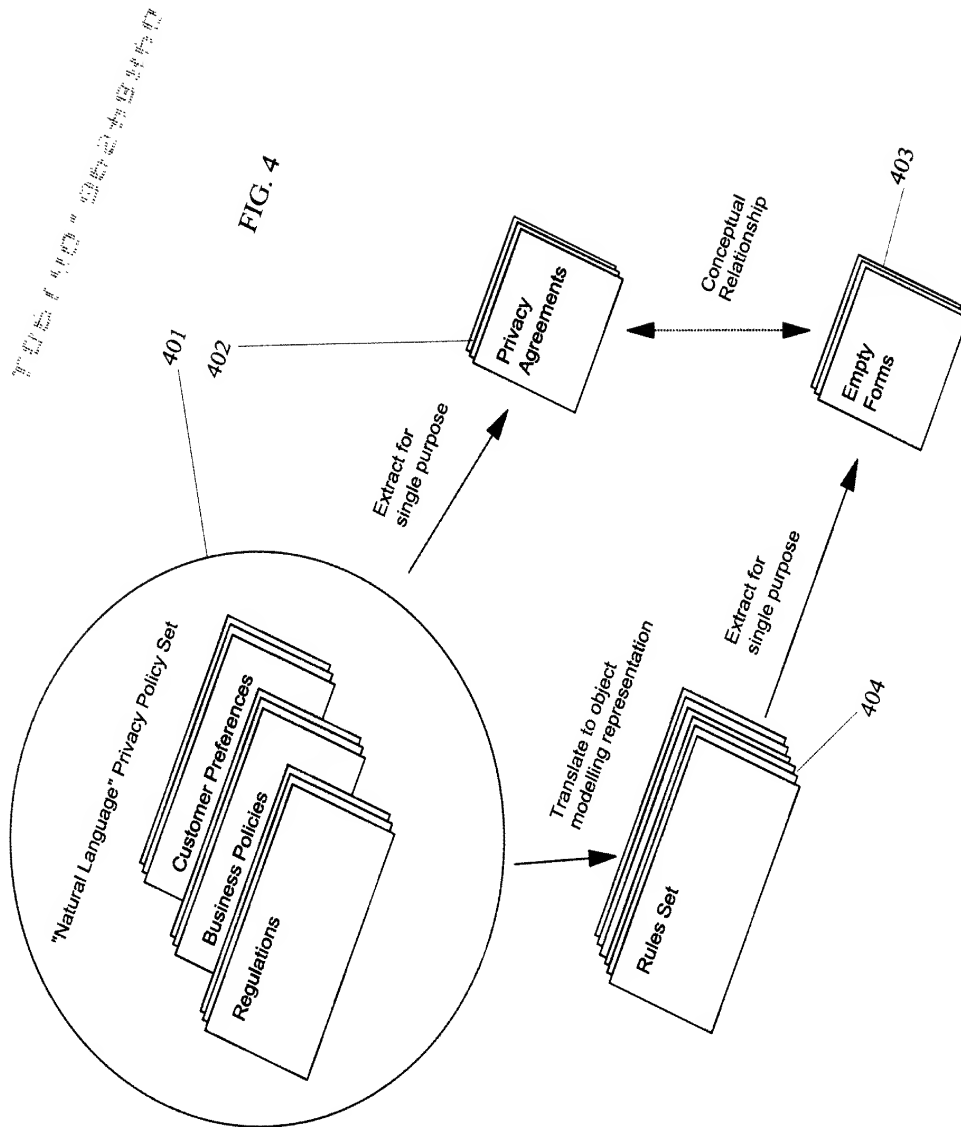 FIG. 4
401
402
"Natural Language" Privacy Policy Set
Customer Preferences
Business Policies
Regulations
Extract for
single purpose
Privacy
Agreements
Translate to object
modelling representation
Conceptual
Relationship
Rules Set
404
Extract for
single purpose
Empty
Forms
403